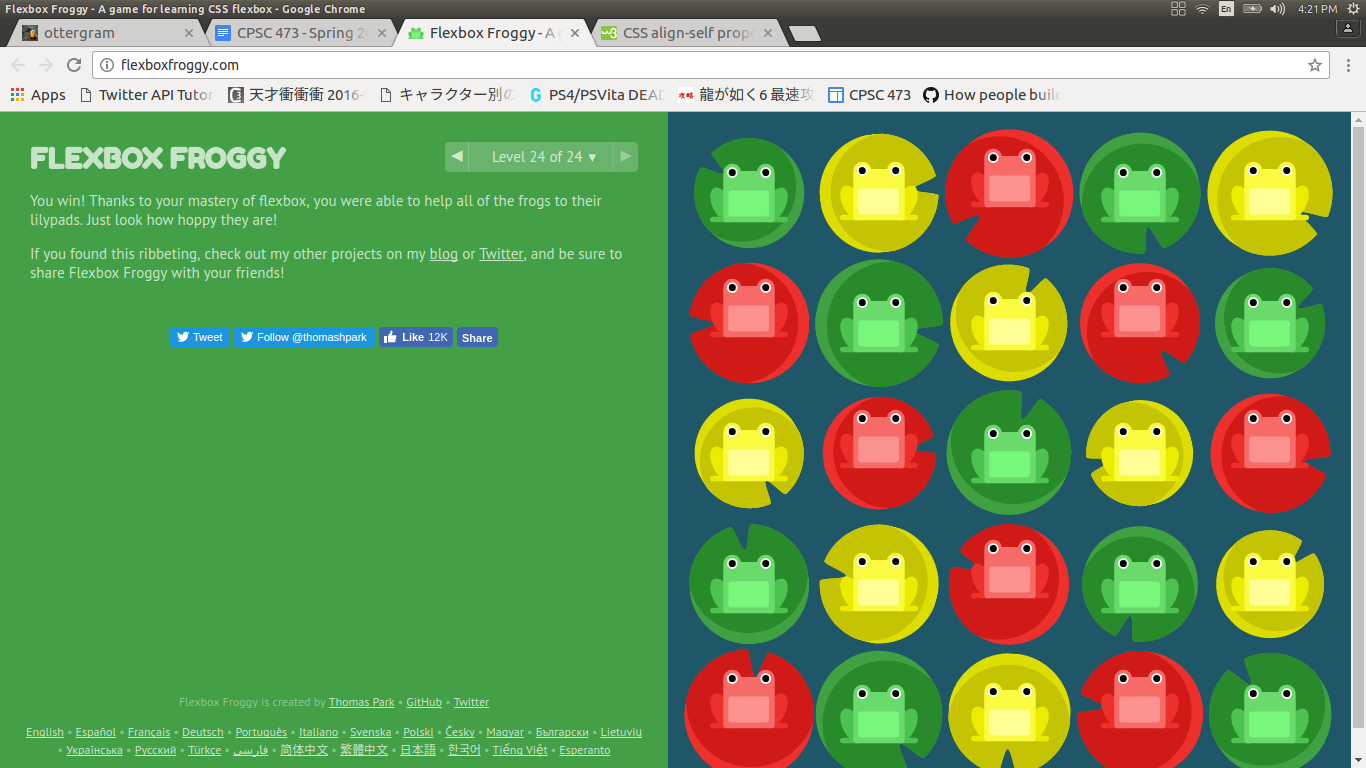 Flexbox Froggy - A game for learning CSS flexbox - Google Chrome
En
4:21 PM
ottergram
CPSC 473 - Spring 20
Flexbox Froggy - A g
CSS align-self prope
flexboxfroggy.com
Apps
Twitter API Tutor
天才衝衝衝 2016-
キャラクター別の
PS4/PSVita DEA
龍が如く6 最速攻
CPSC 473
How people buil
FLEXBOX FROGGY
◀ Level 24 of 24 ▼ ▶
You win! Thanks to your mastery of flexbox, you were able to help all of the frogs to their
lilypads. Just look how hoppy they are!
If you found this ribbeting, check out my other projects on my blog or Twitter, and be sure to
share Flexbox Froggy with your friends!
Tweet
Follow @thomashpark
Like 12K
Share
Flexbox Froggy is created by Thomas Park • GitHub • Twitter
English • Español • Français • Deutsch • Português • Italiano • Svenska • Polski • Česky • Magyar • Български • Lietuvių
• Українська • Русский • Türkçe • فارسی • 简体中文 • 繁體中文 • 日本語 • 한국어 • Tiếng Việt • Esperanto